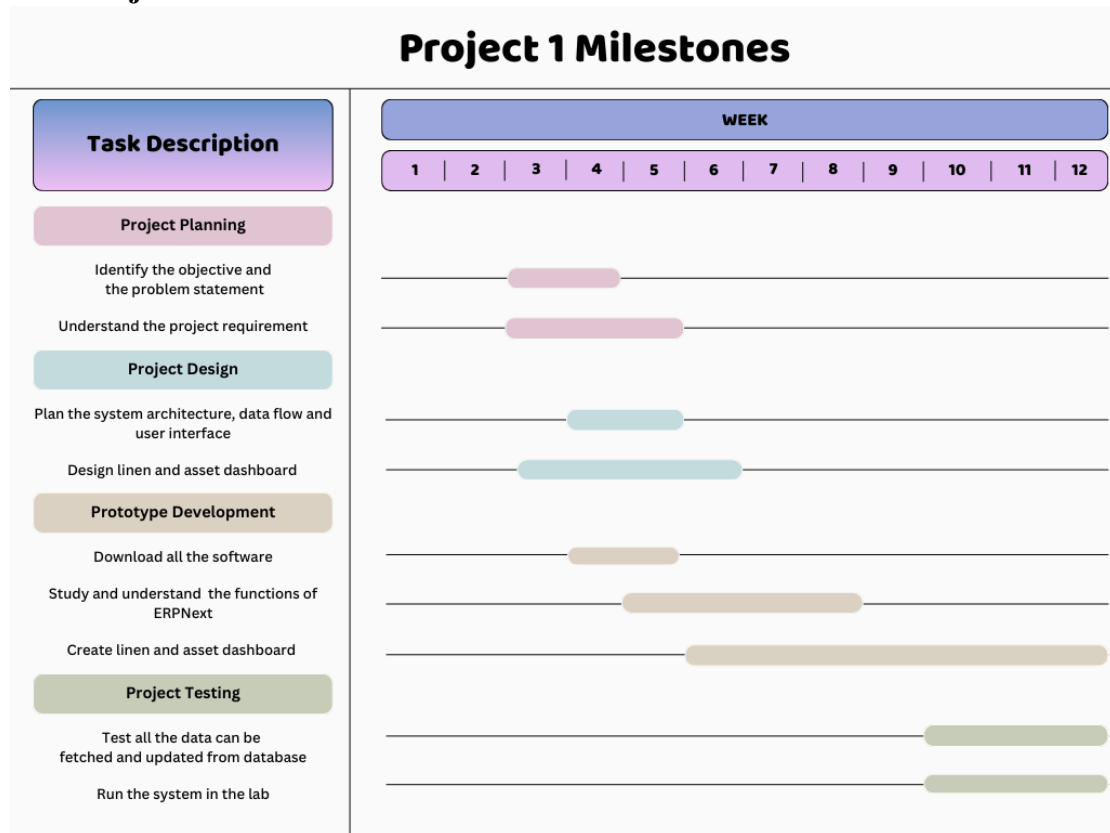 Project 1 Milestones
Task Description
WEEK
1 | 2 | 3 | 4 | 5 | 6 | 7 | 8 | 9 | 10 | 11 | 12
Project Planning
Identify the objective and
the problem statement
Understand the project requirement
Project Design
Plan the system architecture, data flow and
user interface
Design linen and asset dashboard
Prototype Development
Download all the software
Study and understand the functions of
ERPNext
Create linen and asset dashboard
Project Testing
Test all the data can be
fetched and updated from database
Run the system in the lab